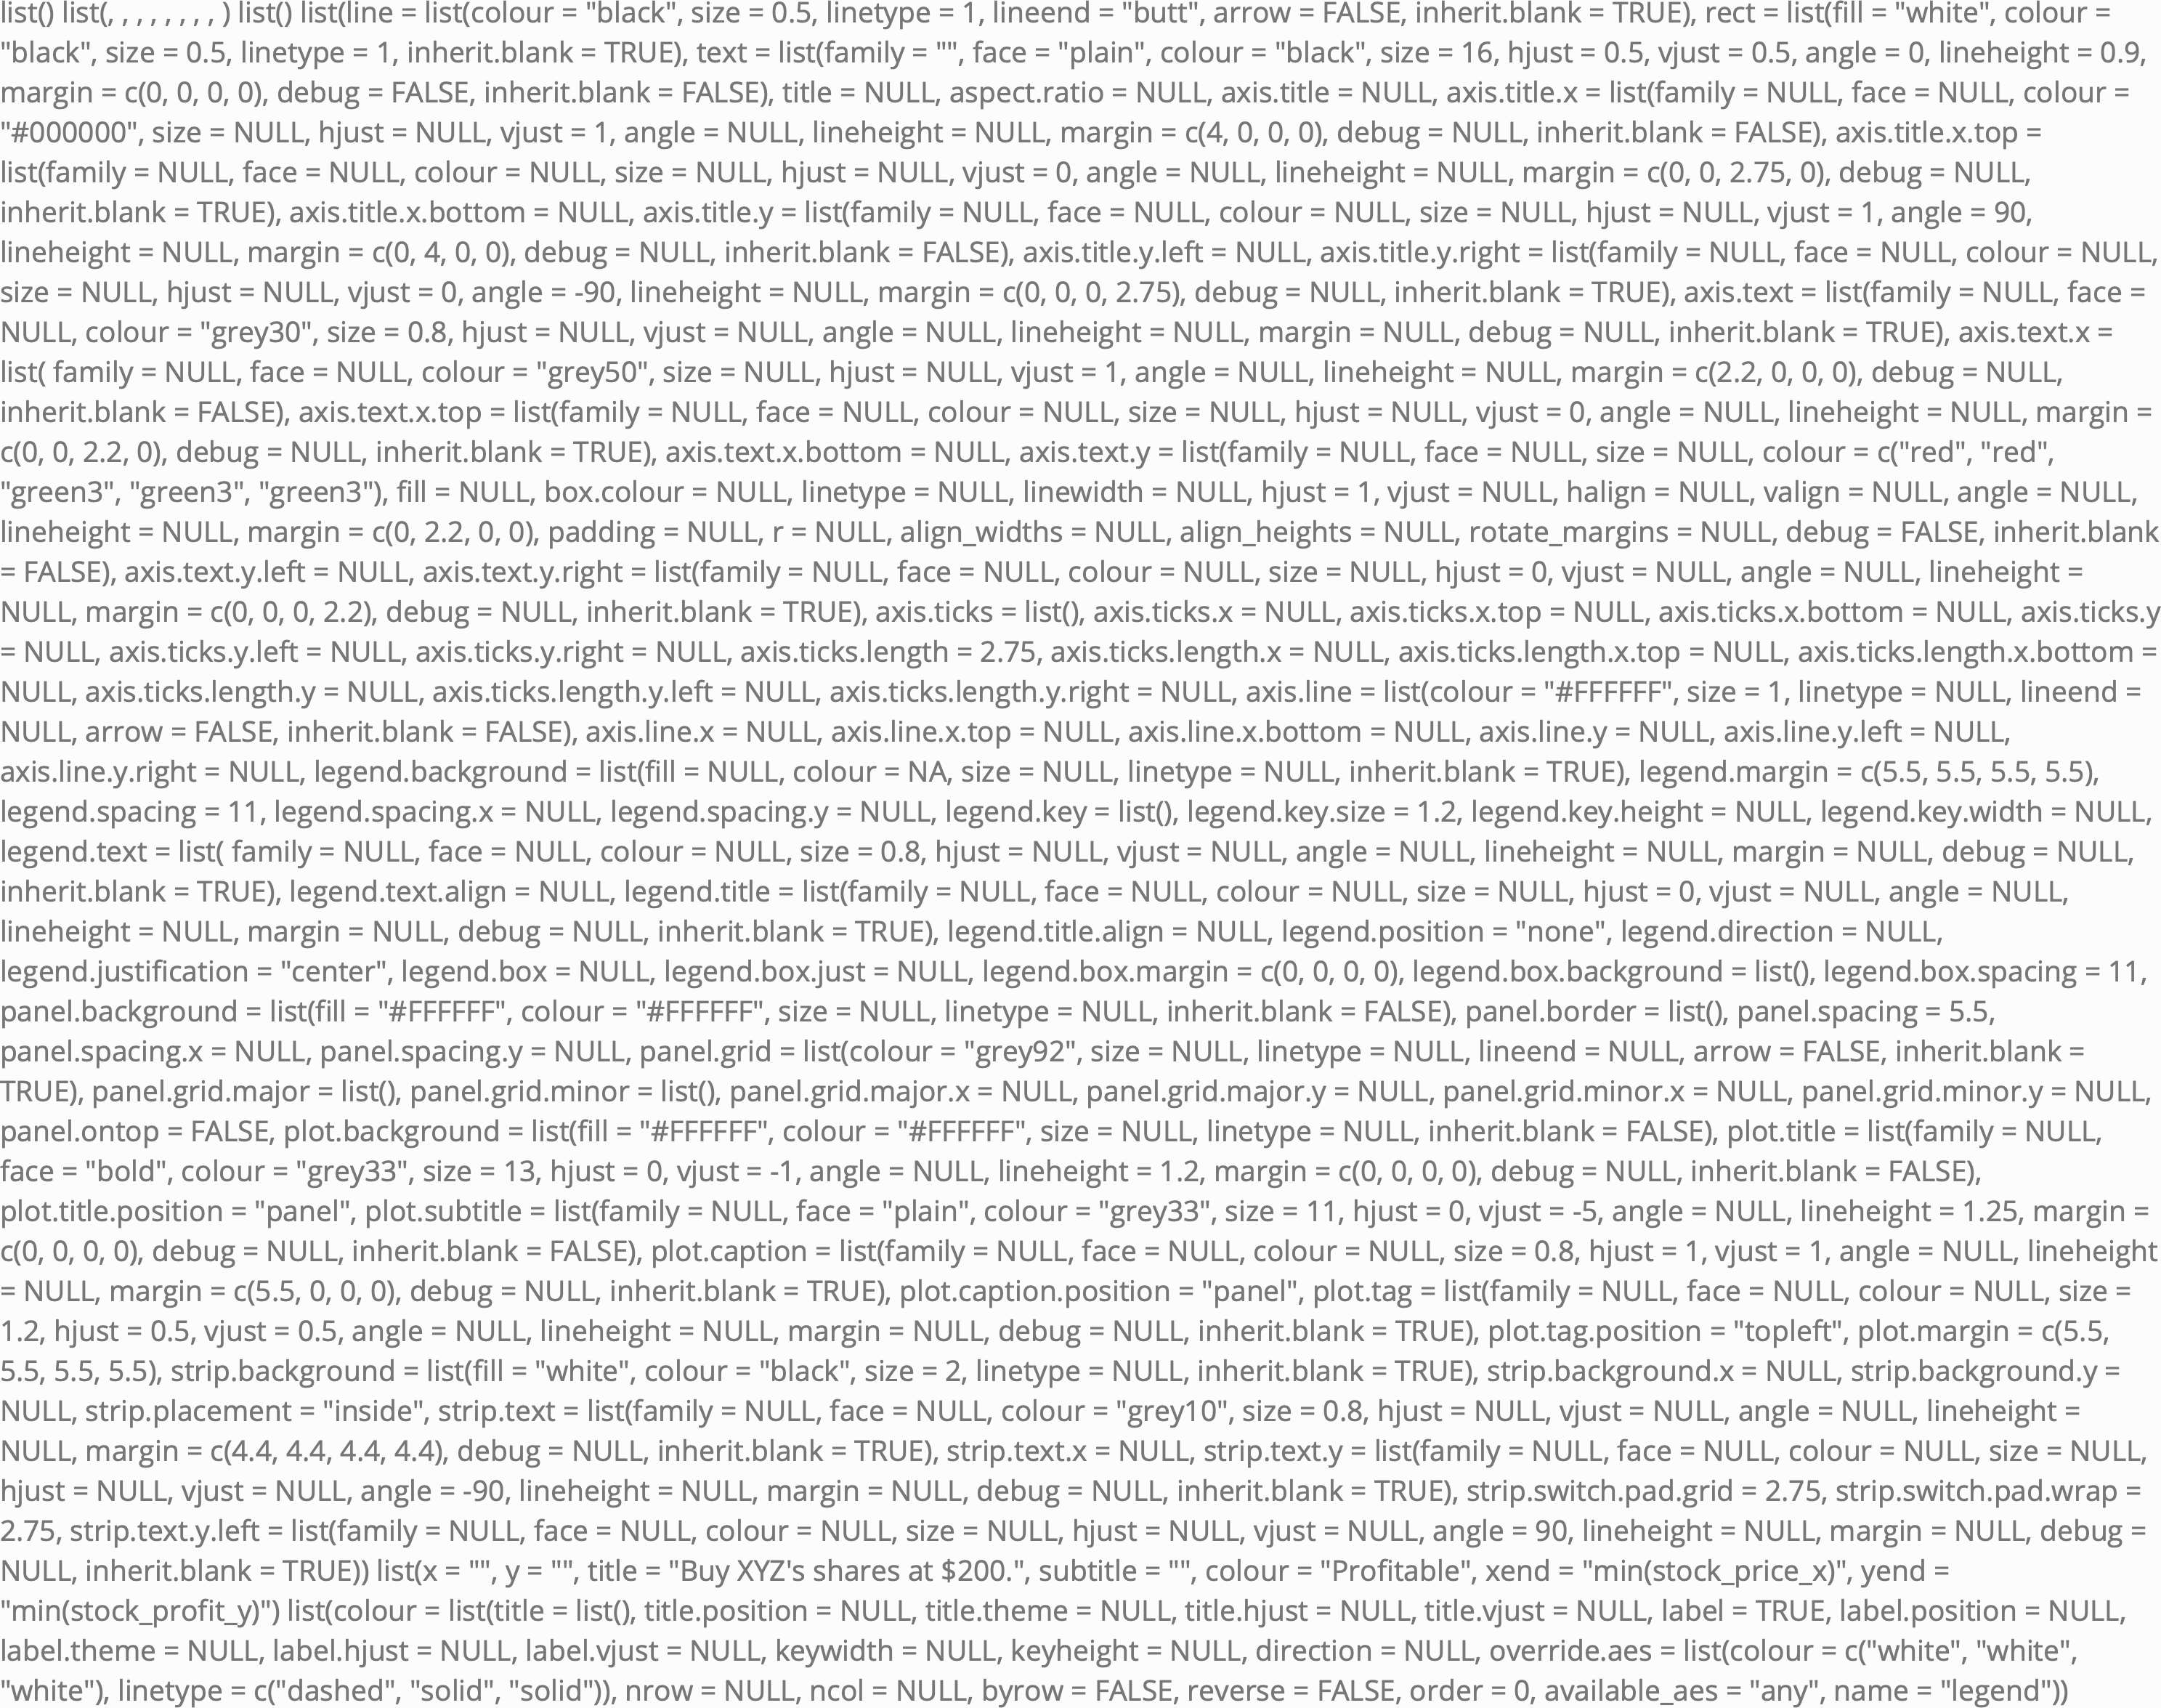 list() list(, , , , , , , , ) list() list(line = list(colour = "black", size = 0.5, linetype = 1, lineend = "butt", arrow = FALSE, inherit.blank = TRUE), rect = list(fill = "white", colour =
"black", size = 0.5, linetype = 1, inherit.blank = TRUE), text = list(family = "", face = "plain", colour = "black", size = 16, hjust = 0.5, vjust = 0.5, angle = 0, lineheight = 0.9,
margin = c(0, 0, 0, 0), debug = FALSE, inherit.blank = FALSE), title = NULL, aspect.ratio = NULL, axis.title = NULL, axis.title.x = list(family = NULL, face = NULL, colour =
"#000000", size = NULL, hjust = NULL, vjust = 1, angle = NULL, lineheight = NULL, margin = c(4, 0, 0, 0), debug = NULL, inherit.blank = FALSE), axis.title.x.top =
list(family = NULL, face = NULL, colour = NULL, size = NULL, hjust = NULL, vjust = 0, angle = NULL, lineheight = NULL, margin = c(0, 0, 2.75, 0), debug = NULL,
inherit.blank = TRUE), axis.title.x.bottom = NULL, axis.title.y = list(family = NULL, face = NULL, colour = NULL, size = NULL, hjust = NULL, vjust = 1, angle = 90,
lineheight = NULL, margin = c(0, 4, 0, 0), debug = NULL, inherit.blank = FALSE), axis.title.y.left = NULL, axis.title.y.right = list(family = NULL, face = NULL, colour = NULL,
size = NULL, hjust = NULL, vjust = 0, angle = -90, lineheight = NULL, margin = c(0, 0, 0, 2.75), debug = NULL, inherit.blank = TRUE), axis.text = list(family = NULL, face =
NULL, colour = "grey30", size = 0.8, hjust = NULL, vjust = NULL, angle = NULL, lineheight = NULL, margin = NULL, debug = NULL, inherit.blank = TRUE), axis.text.x =
list( family = NULL, face = NULL, colour = "grey50", size = NULL, hjust = NULL, vjust = 1, angle = NULL, lineheight = NULL, margin = c(2.2, 0, 0, 0), debug = NULL,
inherit.blank = FALSE), axis.text.x.top = list(family = NULL, face = NULL, colour = NULL, size = NULL, hjust = NULL, vjust = 0, angle = NULL, lineheight = NULL, margin =
c(0, 0, 2.2, 0), debug = NULL, inherit.blank = TRUE), axis.text.x.bottom = NULL, axis.text.y = list(family = NULL, face = NULL, size = NULL, colour = c("red", "red",
"green3", "green3", "green3"), fill = NULL, box.colour = NULL, linetype = NULL, linewidth = NULL, hjust = 1, vjust = NULL, halign = NULL, valign = NULL, angle = NULL,
lineheight = NULL, margin = c(0, 2.2, 0, 0), padding = NULL, r = NULL, align_widths = NULL, align_heights = NULL, rotate_margins = NULL, debug = FALSE, inherit.blank
= FALSE), axis.text.y.left = NULL, axis.text.y.right = list(family = NULL, face = NULL, colour = NULL, size = NULL, hjust = 0, vjust = NULL, angle = NULL, lineheight =
NULL, margin = c(0, 0, 0, 2.2), debug = NULL, inherit.blank = TRUE), axis.ticks = list(), axis.ticks.x = NULL, axis.ticks.x.top = NULL, axis.ticks.x.bottom = NULL, axis.ticks.y
= NULL, axis.ticks.y.left = NULL, axis.ticks.y.right = NULL, axis.ticks.length = 2.75, axis.ticks.length.x = NULL, axis.ticks.length.x.top = NULL, axis.ticks.length.x.bottom =
NULL, axis.ticks.length.y = NULL, axis.ticks.length.y.left = NULL, axis.ticks.length.y.right = NULL, axis.line = list(colour = "#FFFFFF", size = 1, linetype = NULL, lineend =
NULL, arrow = FALSE, inherit.blank = FALSE), axis.line.x = NULL, axis.line.x.top = NULL, axis.line.x.bottom = NULL, axis.line.y = NULL, axis.line.y.left = NULL,
axis.line.y.right = NULL, legend.background = list(fill = NULL, colour = NA, size = NULL, linetype = NULL, inherit.blank = TRUE), legend.margin = c(5.5, 5.5, 5.5, 5.5),
legend.spacing = 11, legend.spacing.x = NULL, legend.spacing.y = NULL, legend.key = list(), legend.key.size = 1.2, legend.key.height = NULL, legend.key.width = NULL,
legend.text = list( family = NULL, face = NULL, colour = NULL, size = 0.8, hjust = NULL, vjust = NULL, angle = NULL, lineheight = NULL, margin = NULL, debug = NULL,
inherit.blank = TRUE), legend.text.align = NULL, legend.title = list(family = NULL, face = NULL, colour = NULL, size = NULL, hjust = 0, vjust = NULL, angle = NULL,
lineheight = NULL, margin = NULL, debug = NULL, inherit.blank = TRUE), legend.title.align = NULL, legend.position = "none", legend.direction = NULL,
legend.justification = "center", legend.box = NULL, legend.box.just = NULL, legend.box.margin = c(0, 0, 0, 0), legend.box.background = list(), legend.box.spacing = 11,
panel.background = list(fill = "#FFFFFF", colour = "#FFFFFF", size = NULL, linetype = NULL, inherit.blank = FALSE), panel.border = list(), panel.spacing = 5.5,
panel.spacing.x = NULL, panel.spacing.y = NULL, panel.grid = list(colour = "grey92", size = NULL, linetype = NULL, lineend = NULL, arrow = FALSE, inherit.blank =
TRUE), panel.grid.major = list(), panel.grid.minor = list(), panel.grid.major.x = NULL, panel.grid.major.y = NULL, panel.grid.minor.x = NULL, panel.grid.minor.y = NULL,
panel.ontop = FALSE, plot.background = list(fill = "#FFFFFF", colour = "#FFFFFF", size = NULL, linetype = NULL, inherit.blank = FALSE), plot.title = list(family = NULL,
face = "bold", colour = "grey33", size = 13, hjust = 0, vjust = -1, angle = NULL, lineheight = 1.2, margin = c(0, 0, 0, 0), debug = NULL, inherit.blank = FALSE),
plot.title.position = "panel", plot.subtitle = list(family = NULL, face = "plain", colour = "grey33", size = 11, hjust = 0, vjust = -5, angle = NULL, lineheight = 1.25, margin =
c(0, 0, 0, 0), debug = NULL, inherit.blank = FALSE), plot.caption = list(family = NULL, face = NULL, colour = NULL, size = 0.8, hjust = 1, vjust = 1, angle = NULL, lineheight
= NULL, margin = c(5.5, 0, 0, 0), debug = NULL, inherit.blank = TRUE), plot.caption.position = "panel", plot.tag = list(family = NULL, face = NULL, colour = NULL, size =
1.2, hjust = 0.5, vjust = 0.5, angle = NULL, lineheight = NULL, margin = NULL, debug = NULL, inherit.blank = TRUE), plot.tag.position = "topleft", plot.margin = c(5.5,
5.5, 5.5, 5.5), strip.background = list(fill = "white", colour = "black", size = 2, linetype = NULL, inherit.blank = TRUE), strip.background.x = NULL, strip.background.y =
NULL, strip.placement = "inside", strip.text = list(family = NULL, face = NULL, colour = "grey10", size = 0.8, hjust = NULL, vjust = NULL, angle = NULL, lineheight =
NULL, margin = c(4.4, 4.4, 4.4, 4.4), debug = NULL, inherit.blank = TRUE), strip.text.x = NULL, strip.text.y = list(family = NULL, face = NULL, colour = NULL, size = NULL,
hjust = NULL, vjust = NULL, angle = -90, lineheight = NULL, margin = NULL, debug = NULL, inherit.blank = TRUE), strip.switch.pad.grid = 2.75, strip.switch.pad.wrap =
2.75, strip.text.y.left = list(family = NULL, face = NULL, colour = NULL, size = NULL, hjust = NULL, vjust = NULL, angle = 90, lineheight = NULL, margin = NULL, debug =
NULL, inherit.blank = TRUE)) list(x = "", y = "", title = "Buy XYZ's shares at $200.", subtitle = "", colour = "Profitable", xend = "min(stock_price_x)", yend =
"min(stock_profit_y)") list(colour = list(title = list(), title.position = NULL, title.theme = NULL, title.hjust = NULL, title.vjust = NULL, label = TRUE, label.position = NULL,
label.theme = NULL, label.hjust = NULL, label.vjust = NULL, keywidth = NULL, keyheight = NULL, direction = NULL, override.aes = list(colour = c("white", "white",
"white"), linetype = c("dashed", "solid", "solid")), nrow = NULL, ncol = NULL, byrow = FALSE, reverse = FALSE, order = 0, available_aes = "any", name = "legend"))